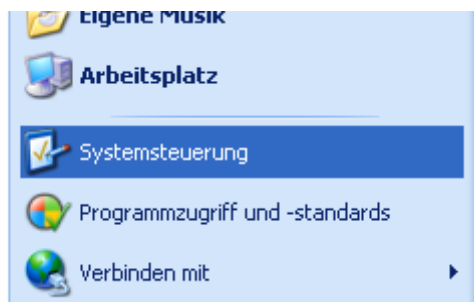 Eigene Musik
Arbeitsplatz
Systemsteuerung
Programmzugriff und -standards
Verbinden mit